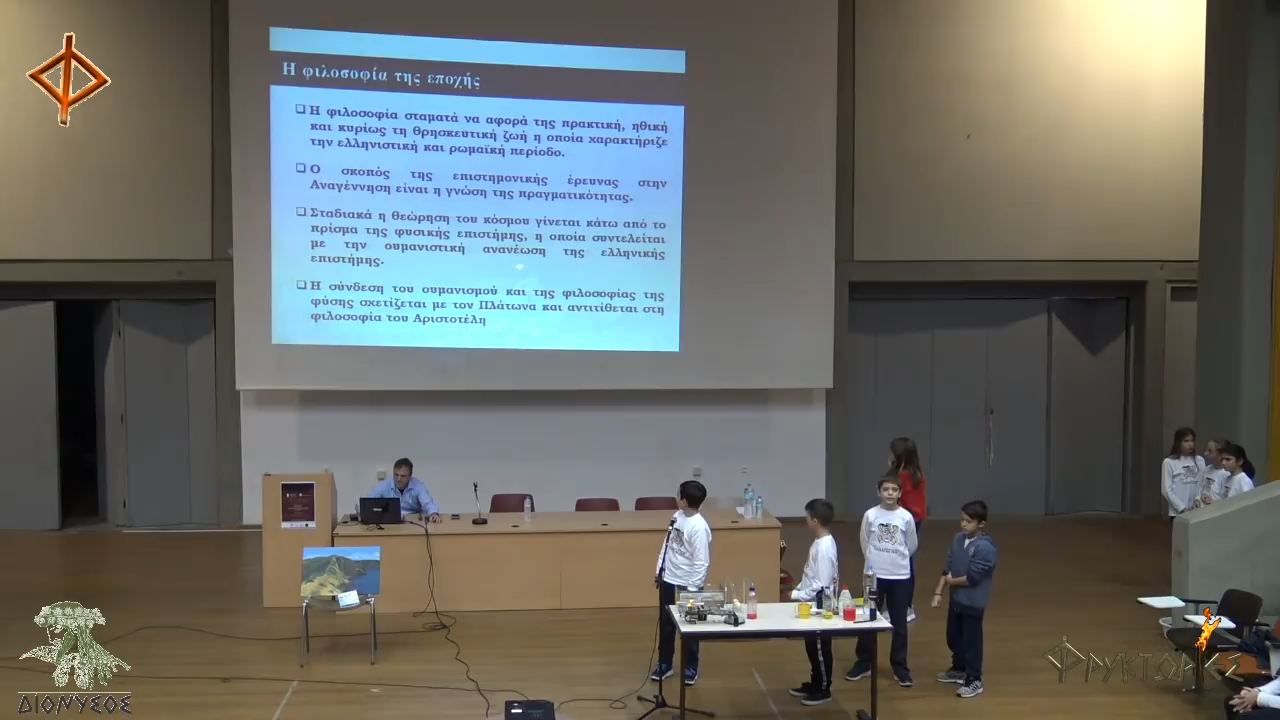 Η φιλοσοφία της εποχής
❑ Η φιλοσοφία σταματά να αφορά της πρακτική, ηθική
και κυρίως τη θρησκευτική ζωή η οποία χαρακτήριζε
την ελληνιστική και ρωμαϊκή περίοδο.
❑ Ο σκοπός της επιστημονικής έρευνας στην
Αναγέννηση είναι η γνώση της πραγματικότητας.
❑ Σταδιακά η θεώρηση του κόσμου γίνεται κάτω από το
πρίσμα της φυσικής επιστήμης, η οποία συντελείται
με την ουμανιστική ανανέωση της ελληνικής
επιστήμης.
❑ Η σύνδεση του ουμανισμού και της φιλοσοφίας της
φύσης σχετίζεται με τον Πλάτωνα και αντιτίθεται στη
φιλοσοφία του Αριστοτέλη
ΔΙΟΝΥΣΟΣ
ΦΡΥΚΤΩΡΙΕΣ